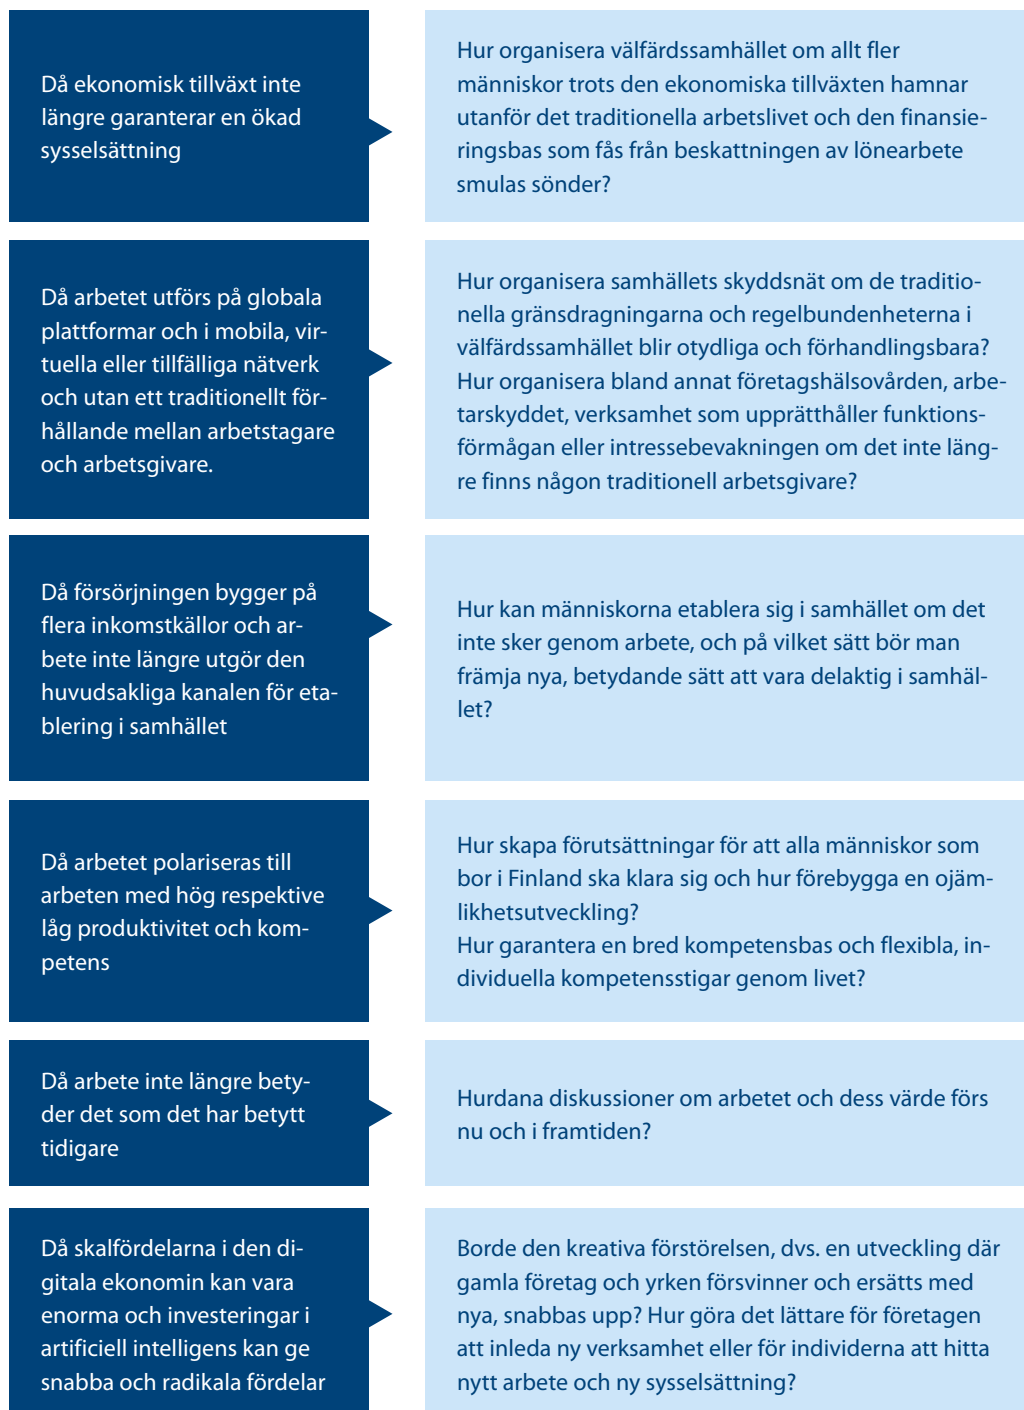 Då ekonomisk tillväxt inte
längre garanterar en ökad
sysselsättning
Hur organisera välfärdssamhället om allt fler
människor trots den ekonomiska tillväxten hamnar
utanför det traditionella arbetslivet och den finansie-
ringsbas som fås från beskattningen av lönearbete
smulas sönder?
Då arbetet utförs på globala
plattformar och i mobila, vir-
tuella eller tillfälliga nätverk
och utan ett traditionellt för-
hållande mellan arbetstagare
och arbetsgivare.
Hur organisera samhällets skyddsnät om de traditio-
nella gränsdragningarna och regelbundenheterna i
välfärdssamhället blir otydliga och förhandlingsbara?
Hur organisera bland annat företagshälsovården, arbe-
tarskyddet, verksamhet som upprätthåller funktions-
förmågan eller intressebevakningen om det inte läng-
re finns någon traditionell arbetsgivare?
Då försörjningen bygger på
flera inkomstkällor och ar-
bete inte längre utgör den
huvudsakliga kanalen för eta-
blering i samhället
Hur kan människorna etablera sig i samhället om det
inte sker genom arbete, och på vilket sätt bör man
främja nya, betydande sätt att vara delaktig i samhäl-
let?
Då arbetet polariseras till
arbeten med hög respektive
låg produktivitet och kom-
petens
Hur skapa förutsättningar för att alla människor som
bor i Finland ska klara sig och hur förebygga en ojäm-
likhetsutveckling?
Hur garantera en bred kompetensbas och flexibla, in-
dividuella kompetensstigar genom livet?
Då arbete inte längre bety-
der det som det har betytt
tidigare
Hurdana diskussioner om arbetet och dess värde förs
nu och i framtiden?
Då skalfördelarna i den di-
gitala ekonomin kan vara
enorma och investeringar i
artificiell intelligens kan ge
snabba och radikala fördelar
Borde den kreativa förstörelsen, dvs. en utveckling där
gamla företag och yrken försvinner och ersätts med
nya, snabbas upp? Hur göra det lättare för företagen
att inleda ny verksamhet eller för individerna att hitta
nytt arbete och ny sysselsättning?